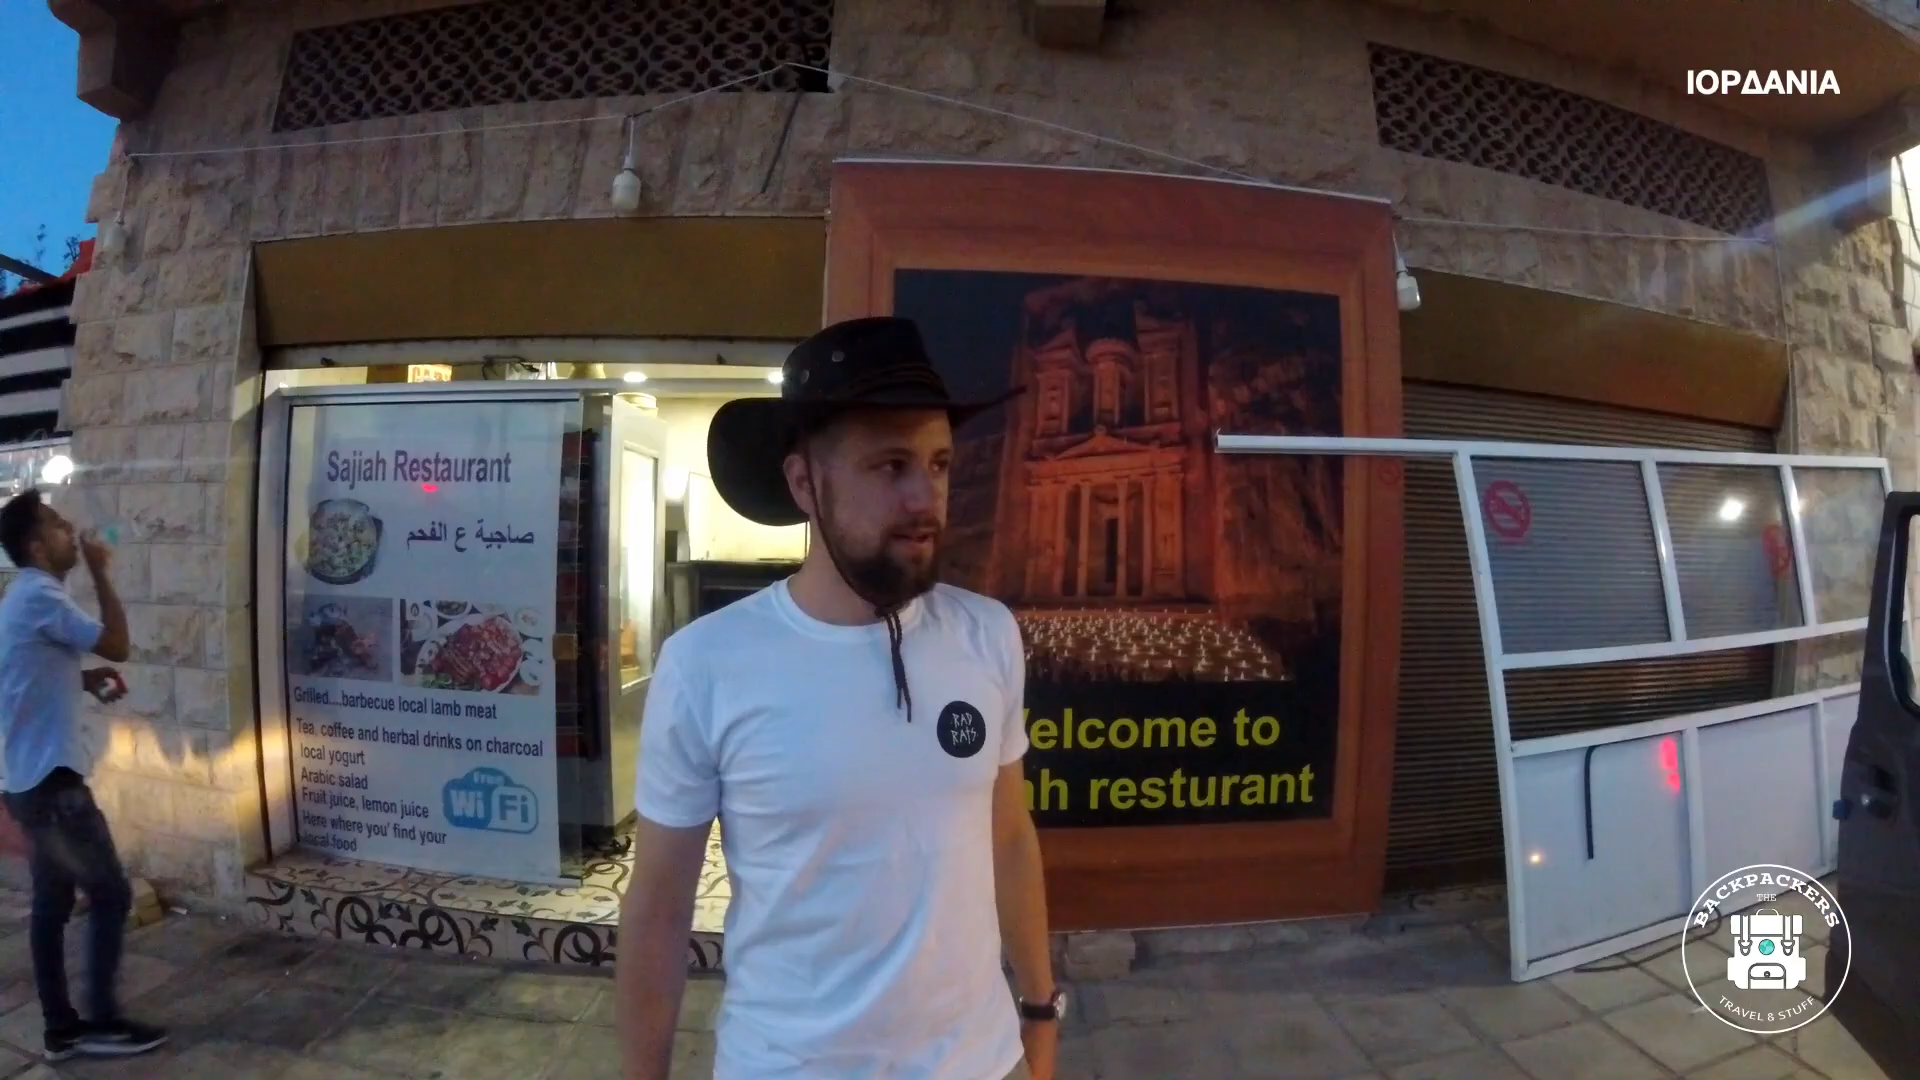 ΙΟΡΔΑΝΙΑ
Sajiah Restaurant
صاجية ع الفحم
Grilled....barbecue local lamb meat
Tea, coffee and herbal drinks on charcoal
local yogurt
Arabic salad
Fruit juice, lemon juice
Here where you' find your
local food
Free
Wi Fi
elcome to
ah resturant
RAD
RATS
THE
BACKPACKERS
TRAVEL & STUFF